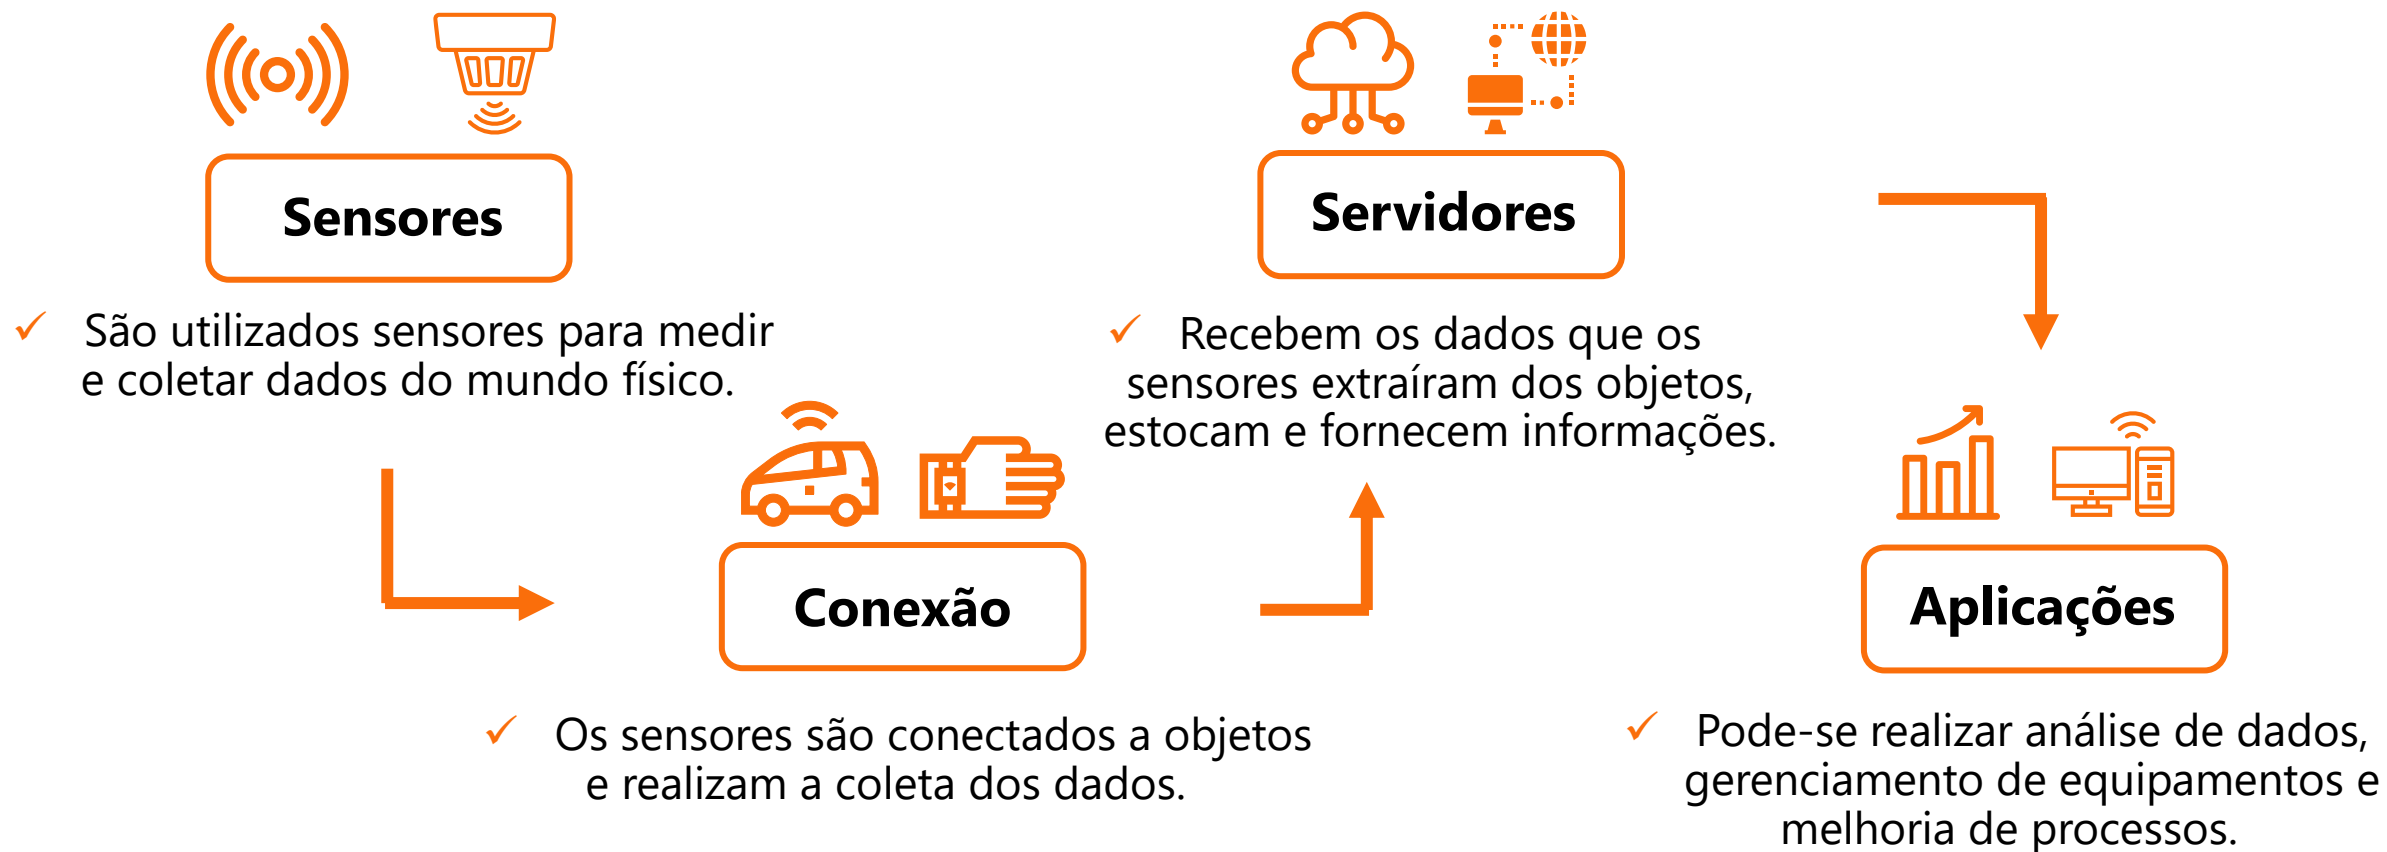 Sensores
✓ São utilizados sensores para medir
e coletar dados do mundo físico.
Conexão
✓ Os sensores são conectados a objetos
e realizam a coleta dos dados.
Servidores
✓ Recebem os dados que os
sensores extraíram dos objetos,
estocam e fornecem informações.
Aplicações
✓ Pode-se realizar análise de dados,
gerenciamento de equipamentos e
melhoria de processos.